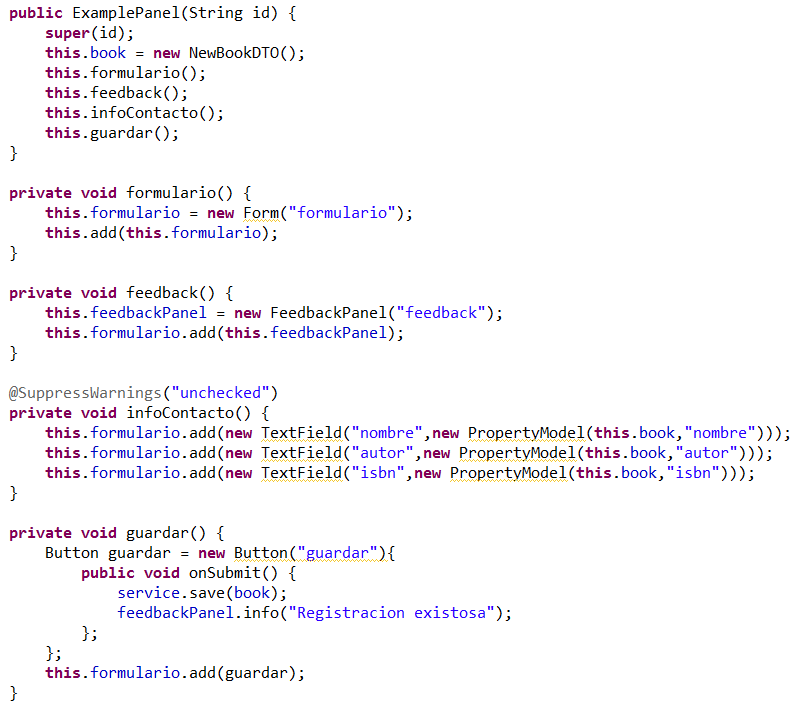 public ExamplePanel(String id) {
    super(id);
    this.book = new NewBookDTO();
    this.formulario();
    this.feedback();
    this.infoContacto();
    this.guardar();
}

private void formulario() {
    this.formulario = new Form("formulario");
    this.add(this.formulario);
}

private void feedback() {
    this.feedbackPanel = new FeedbackPanel("feedback");
    this.formulario.add(this.feedbackPanel);
}

@SuppressWarnings("unchecked")
private void infoContacto() {
    this.formulario.add(new TextField("nombre",new PropertyModel(this.book,"nombre")));
    this.formulario.add(new TextField("autor",new PropertyModel(this.book,"autor")));
    this.formulario.add(new TextField("isbn",new PropertyModel(this.book,"isbn")));
}

private void guardar() {
    Button guardar = new Button("guardar"){
        public void onSubmit() {
            service.save(book);
            feedbackPanel.info("Registracion existosa");
        };
    };
    this.formulario.add(guardar);
}